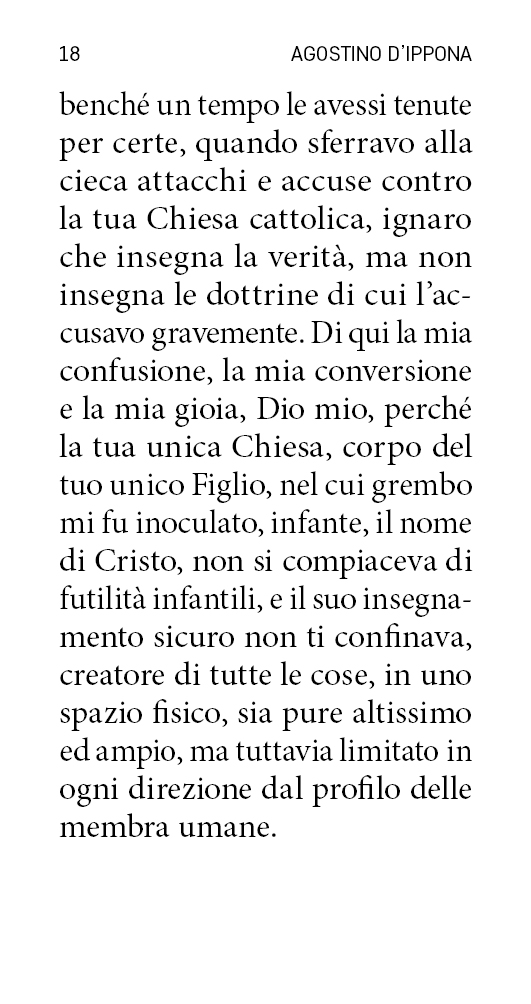 18 AGOSTINO D’IPPONA
benché un tempo le avessi tenute
per certe, quando sferravo alla
cieca attacchi e accuse contro
la tua Chiesa cattolica, ignaro
che insegna la verità, ma non
insegna le dottrine di cui l’ac-
cusavo gravemente. Di qui la mia
confusione, la mia conversione
e la mia gioia, Dio mio, perché
la tua unica Chiesa, corpo del
tuo unico Figlio, nel cui grembo
mi fu inoculato, infante, il nome
di Cristo, non si compiaceva di
futilità infantili, e il suo insegna-
mento sicuro non ti confinava,
creatore di tutte le cose, in uno
spazio fisico, sia pure altissimo
ed ampio, ma tuttavia limitato in
ogni direzione dal profilo delle
membra umane.